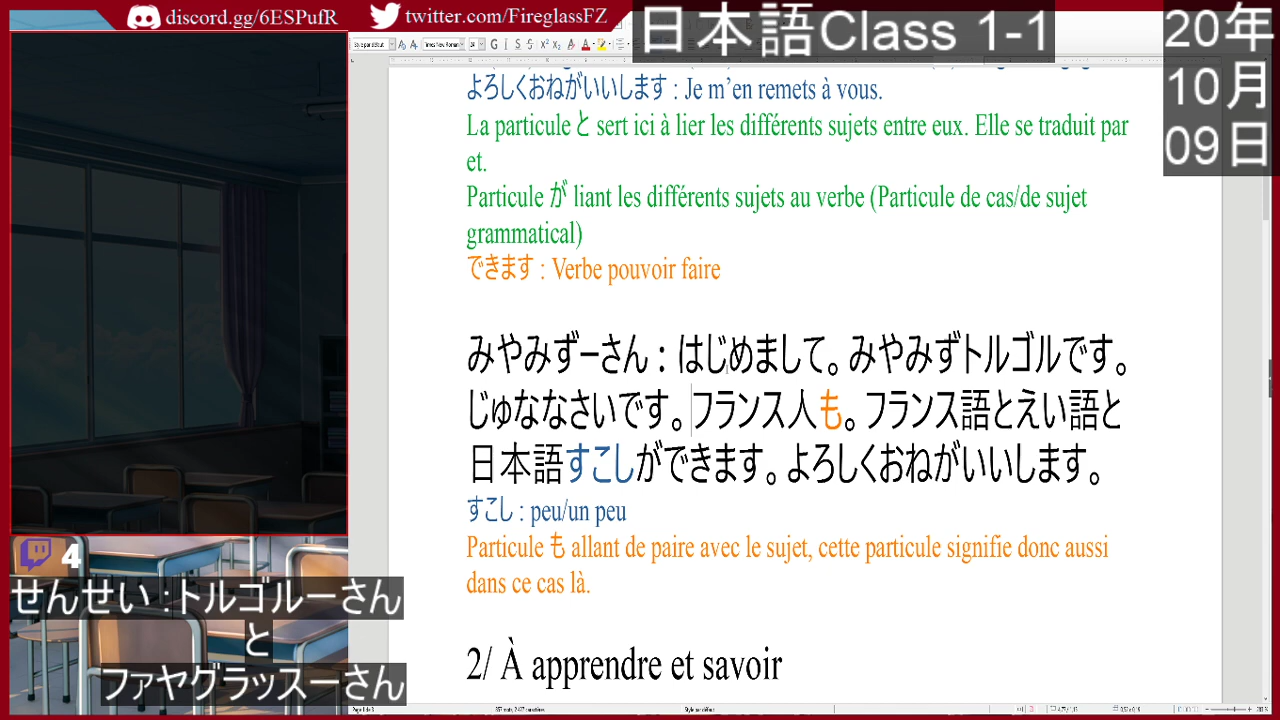 discord.gg/6ESPufR
twitter.com/FireglassFZ
日本語Class 1-1
20年
10月
09日
よろしくおねがいいします : Je m'en remets à vous.
La particule と sert ici à lier les différents sujets entre eux. Elle se traduit par
et.
Particule が liant les différents sujets au verbe (Particule de cas/de sujet
grammatical)
できます : Verbe pouvoir faire
みやみずーさん : はじめまして。みやみずトルゴルです。
じゅななさいです。フランス人も。フランス語とえい語と
日本語すこしができます。よろしくおねがいいします。
すこし : peu/un peu
Particule も allant de paire avec le sujet, cette particule signifie donc aussi
dans ce cas là.
2/ À apprendre et savoir
4
せんせい :トルゴルーさん
と
ファヤグラッスーさん